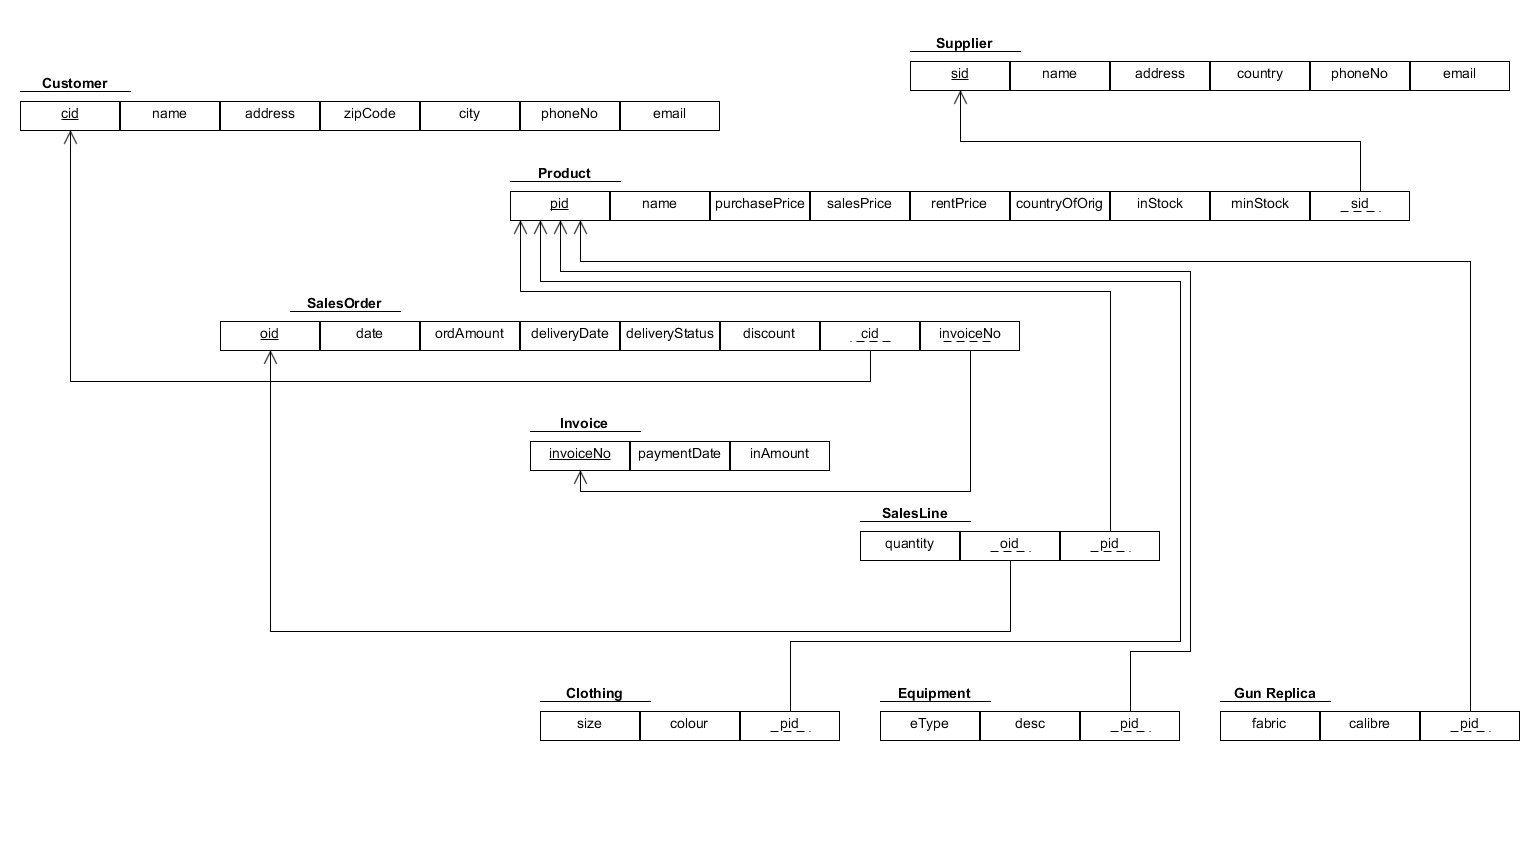 Supplier
sid name address country phoneNo email
Customer
cid name address zipCode city phoneNo email
Product
pid name purchasePrice salesPrice rentPrice countryOfOrig inStock minStock sid
SalesOrder
oid date ordAmount deliveryDate deliveryStatus discount cid invoiceNo
Invoice
invoiceNo paymentDate inAmount
SalesLine
quantity oid pid
Clothing Equipment Gun Replica
size colour pid eType desc pid fabric calibre pid